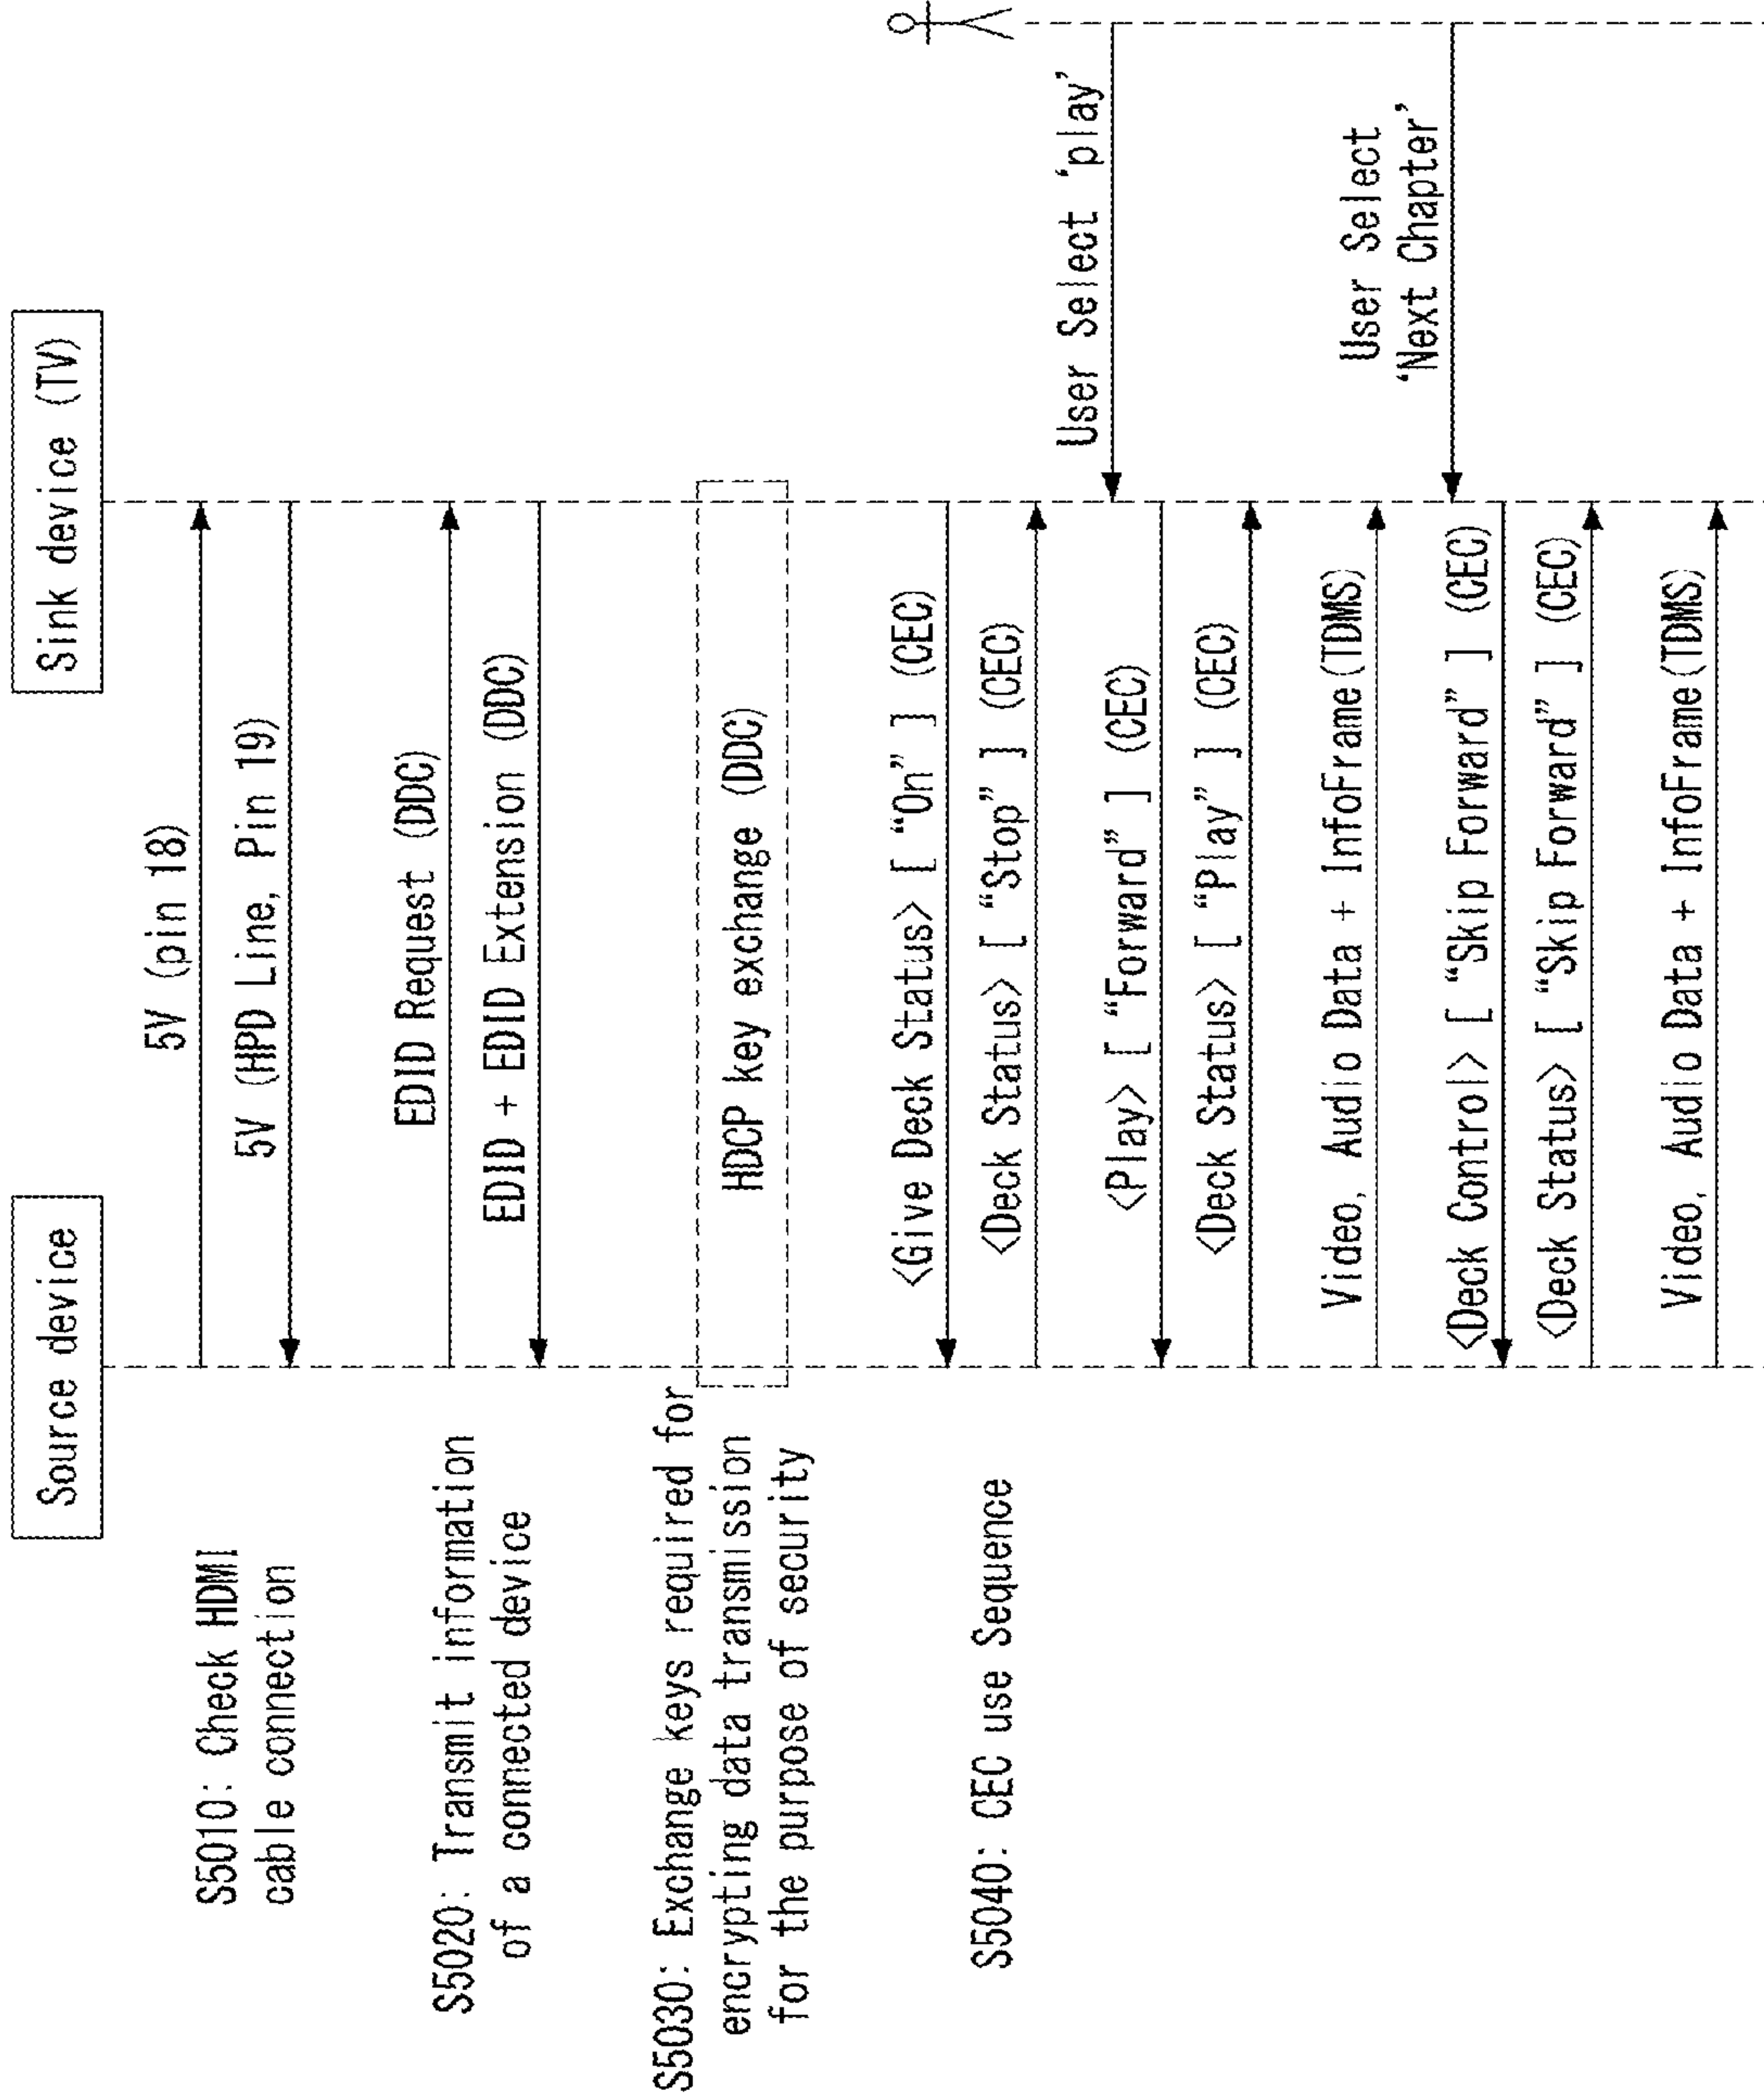 Source device
Sink device (TV)
S5010: Check HDMI
cable connection
5V (pin 18)
5V (HPD Line, Pin 19)
S5020: Transmit information
of a connected device
EDID Request (DDC)
EDID + EDID Extension (DDC)
S5030: Exchange keys required for
encrypting data transmission
for the purpose of security
HDCP key exchange (DDC)
S5040: CEC use Sequence
<Give Deck Status> [ “On” ] (CEC)
<Deck Status> [ “Stop” ] (CEC)
User Select ‘play’
<Play> [ “Forward” ] (CEC)
<Deck Status> [ “Play” ] (CEC)
Video, Audio Data + InfoFrame(TDMS)
User Select
‘Next Chapter’
<Deck Control> [ “Skip Forward” ] (CEC)
<Deck Status> [ “Skip Forward” ] (CEC)
Video, Audio Data + InfoFrame(TDMS)